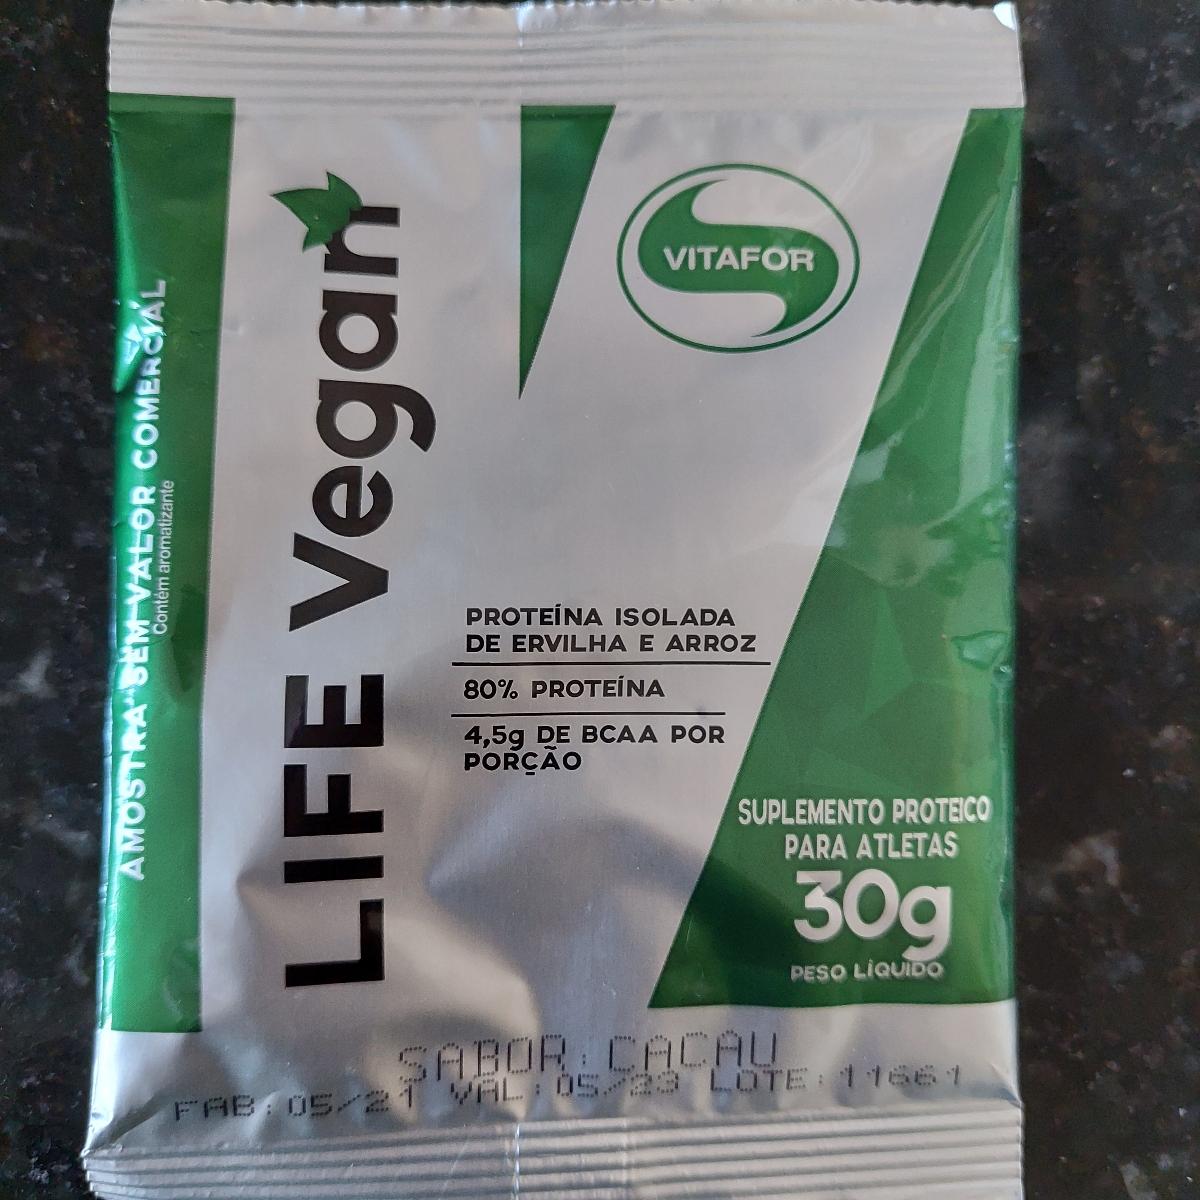 VITAFOR
LIFE Vegan
AMOSTRA SEM VALOR COMERCIAL
Contém aromatizante
PROTEÍNA ISOLADA
DE ERVILHA E ARROZ
80% PROTEÍNA
4,5g DE BCAA POR
PORÇÃO
SUPLEMENTO PROTEICO
PARA ATLETAS
30g
PESO LÍQUIDO
SABOR: CACAU
FAB: 05/21 VAL: 05/23 LOTE: 11661